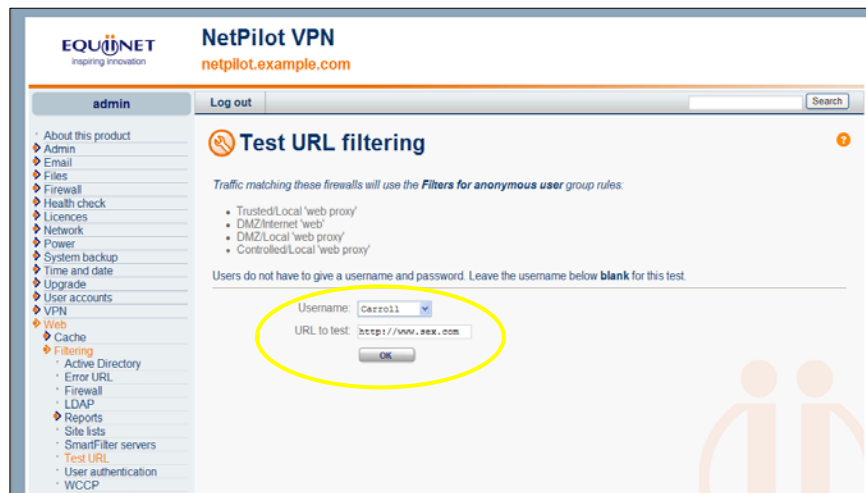 EQUIINET
inspiring innovation
NetPilot VPN
netpilot.example.com
admin
Log out
Search
About this product
Admin
Email
Files
Firewall
Health check
Licences
Network
Power
System backup
Time and date
Upgrade
User accounts
VPN
Web
Cache
Filtering
Active Directory
Error URL
Firewall
LDAP
Reports
Site lists
SmartFilter servers
Test URL
User authentication
WCCP
Test URL filtering
?
Traffic matching these firewalls will use the Filters for anonymous user group rules:
Trusted/Local 'web proxy'
DMZ/Internet 'web'
DMZ/Local 'web proxy'
Controlled/Local 'web proxy'
Users do not have to give a username and password. Leave the username below blank for this test.
Username: Carroll
URL to test: http://www.sex.com
OK